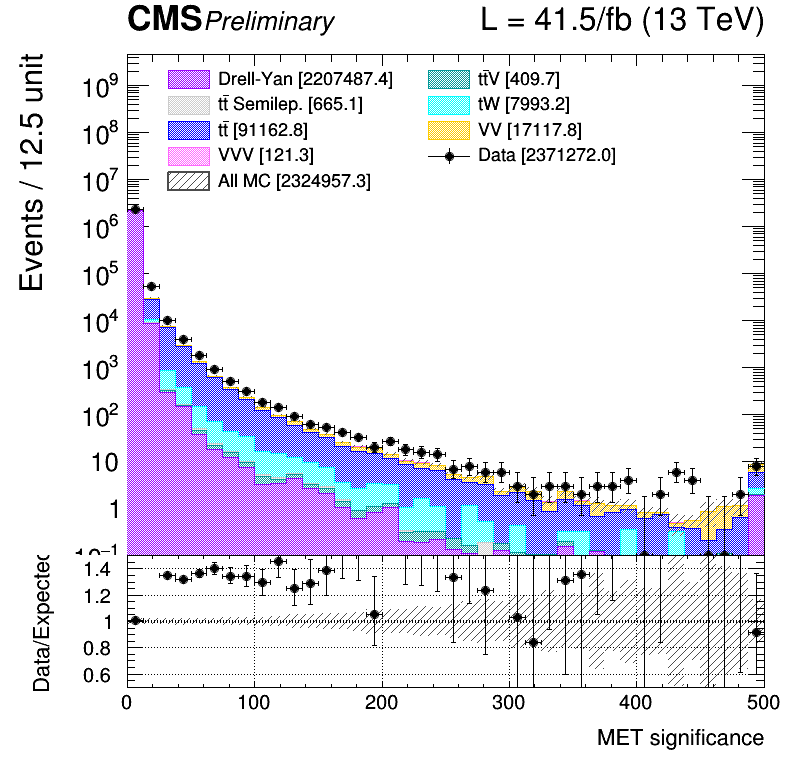 CMS Preliminary L = 41.5/fb (13 TeV)
Events / 12.5 unit
Drell-Yan [2207487.4]
tt̄ Semilep. [665.1]
tt̄ [91162.8]
VVV [121.3]
All MC [2324957.3]
tt̄V [409.7]
tW [7993.2]
VV [17117.8]
Data [2371272.0]
10⁹
10⁸
10⁷
10⁶
10⁵
10⁴
10³
10²
10
1
10⁻¹
Data/Expected
1.4
1.2
1
0.8
0.6
0 100 200 300 400 500
MET significance